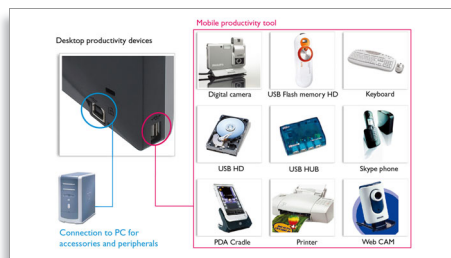 Mobile productivity tool
Desktop productivity devices
Digital camera
USB Flash memory HD
Keyboard
USB HD
USB HUB
Skype phone
PDA Cradle
Printer
Web CAM
Connection to PC for
accessories and peripherals